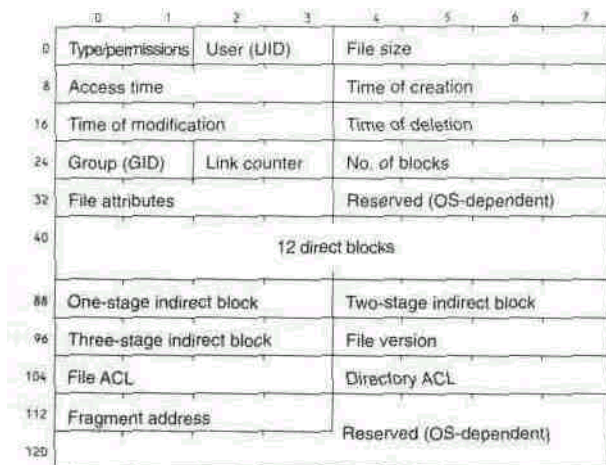 0 1 2 3 4 5 6 7
0 Type/permissions User (UID) File size
8 Access time Time of creation
16 Time of modification Time of deletion
24 Group (GID) Link counter No. of blocks
32 File attributes Reserved (OS-dependent)
40 12 direct blocks
88 One-stage indirect block Two-stage indirect block
96 Three-stage indirect block File version
104 File ACL Directory ACL
112 Fragment address
Reserved (OS-dependent)
120